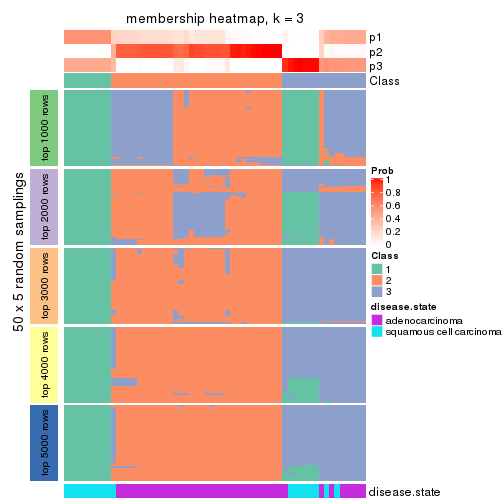 membership heatmap, k = 3
p1
p2
p3
Class
50 x 5 random samplings
top 1000 rows
top 2000 rows
top 3000 rows
top 4000 rows
top 5000 rows
Prob
1
0.8
0.6
0.4
0.2
0
Class
1
2
3
disease.state
adenocarcinoma
squamous cell carcinoma
disease.state